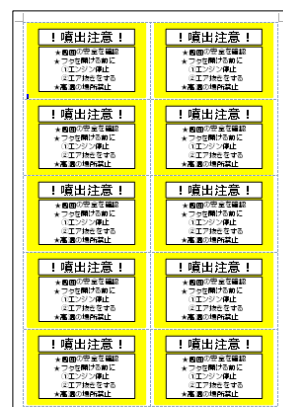 ！噴出注意！
★周囲の安全を確認
★フタを開ける前に
①エンジン停止
②エア抜きをする
★高温の場所禁止
！噴出注意！
★周囲の安全を確認
★フタを開ける前に
①エンジン停止
②エア抜きをする
★高温の場所禁止
！噴出注意！
★周囲の安全を確認
★フタを開ける前に
①エンジン停止
②エア抜きをする
★高温の場所禁止
！噴出注意！
★周囲の安全を確認
★フタを開ける前に
①エンジン停止
②エア抜きをする
★高温の場所禁止
！噴出注意！
★周囲の安全を確認
★フタを開ける前に
①エンジン停止
②エア抜きをする
★高温の場所禁止
！噴出注意！
★周囲の安全を確認
★フタを開ける前に
①エンジン停止
②エア抜きをする
★高温の場所禁止
！噴出注意！
★周囲の安全を確認
★フタを開ける前に
①エンジン停止
②エア抜きをする
★高温の場所禁止
！噴出注意！
★周囲の安全を確認
★フタを開ける前に
①エンジン停止
②エア抜きをする
★高温の場所禁止
！噴出注意！
★周囲の安全を確認
★フタを開ける前に
①エンジン停止
②エア抜きをする
★高温の場所禁止
！噴出注意！
★周囲の安全を確認
★フタを開ける前に
①エンジン停止
②エア抜きをする
★高温の場所禁止